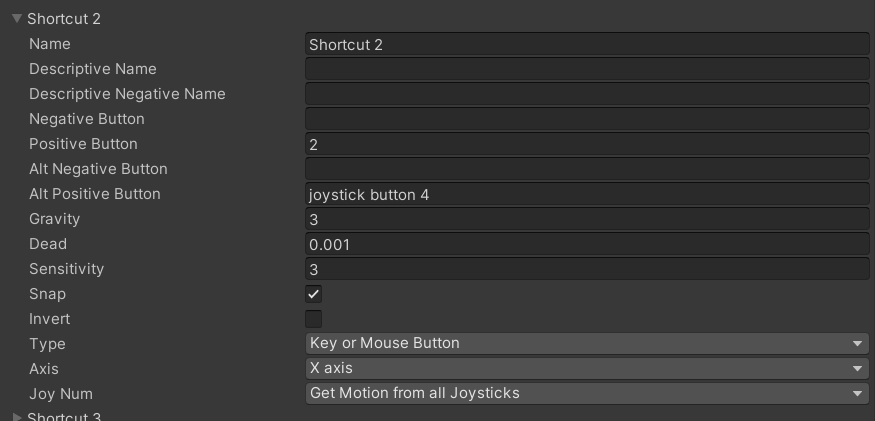 Shortcut 2
Name Shortcut 2
Descriptive Name
Descriptive Negative Name
Negative Button
Positive Button 2
Alt Negative Button
Alt Positive Button joystick button 4
Gravity 3
Dead 0.001
Sensitivity 3
Snap
Invert
Type Key or Mouse Button
Axis X axis
Joy Num Get Motion from all Joysticks
Shortcut 3